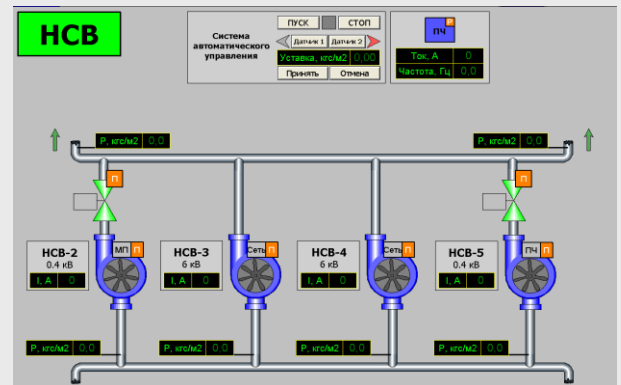 НСВ
Система
автоматического
управления
ПУСК СТОП
Датчик 1 Датчик 2
Уставка, кгс/м2 0,00
Принять Отмена
ПЧ Р
Ток, А 0
Частота, Гц 0,0
Р, кгс/м2 0,0
Р, кгс/м2 0,0
П
П
НСВ-2
0.4 кВ
I, А 0
МП П
НСВ-3
6 кВ
I, А 0
Сеть П
НСВ-4
6 кВ
I, А 0
Сеть П
НСВ-5
0.4 кВ
I, А 0
ПЧ П
Р, кгс/м2 0,0
Р, кгс/м2 0,0
Р, кгс/м2 0,0
Р, кгс/м2 0,0